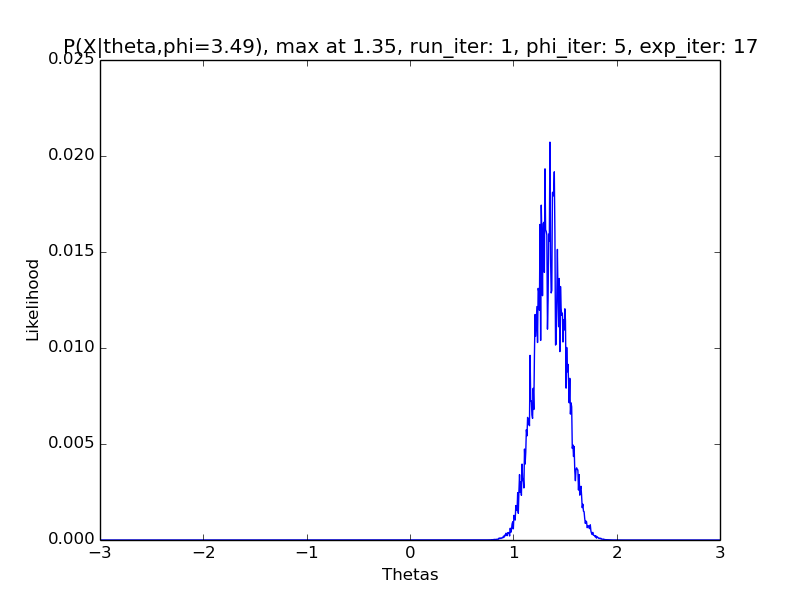 P(X|theta,phi=3.49), max at 1.35, run_iter: 1, phi_iter: 5, exp_iter: 17
0.025
0.020
0.015
0.010
0.005
0.000
Likelihood
−3 −2 −1 0 1 2 3
Thetas